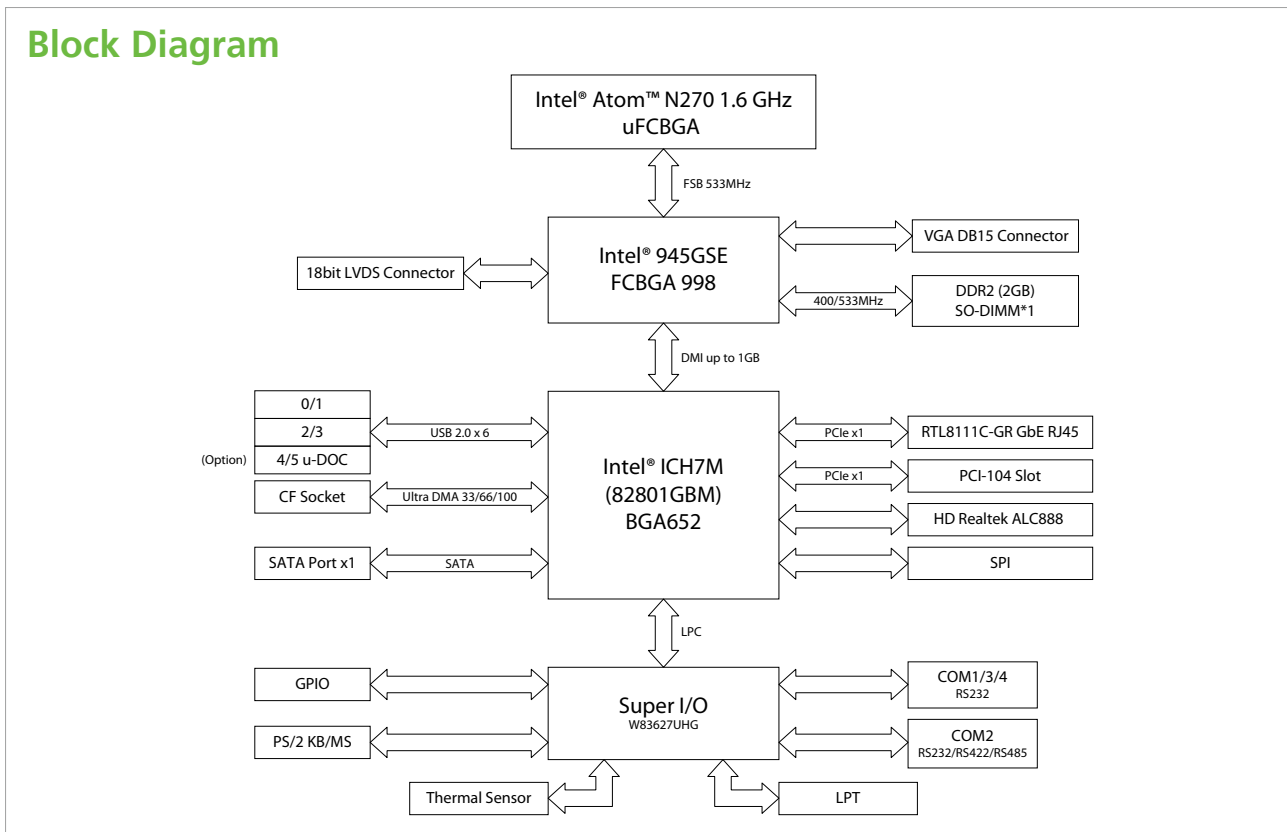 Block Diagram
Intel® Atom™ N270 1.6 GHz
uFCBGA
FSB 533MHz
Intel® 945GSE
FCBGA 998
18bit LVDS Connector
VGA DB15 Connector
400/533MHz
DDR2 (2GB)
SO-DIMM*1
DMI up to 1GB
0/1
2/3
(Option)
4/5 u-DOC
USB 2.0 x 6
CF Socket
Ultra DMA 33/66/100
SATA Port x1
SATA
Intel® ICH7M
(82801GBM)
BGA652
PCIe x1
RTL8111C-GR GbE RJ45
PCIe x1
PCI-104 Slot
HD Realtek ALC888
SPI
LPC
GPIO
PS/2 KB/MS
Super I/O
W83627UHG
COM1/3/4
RS232
COM2
RS232/RS422/RS485
Thermal Sensor
LPT